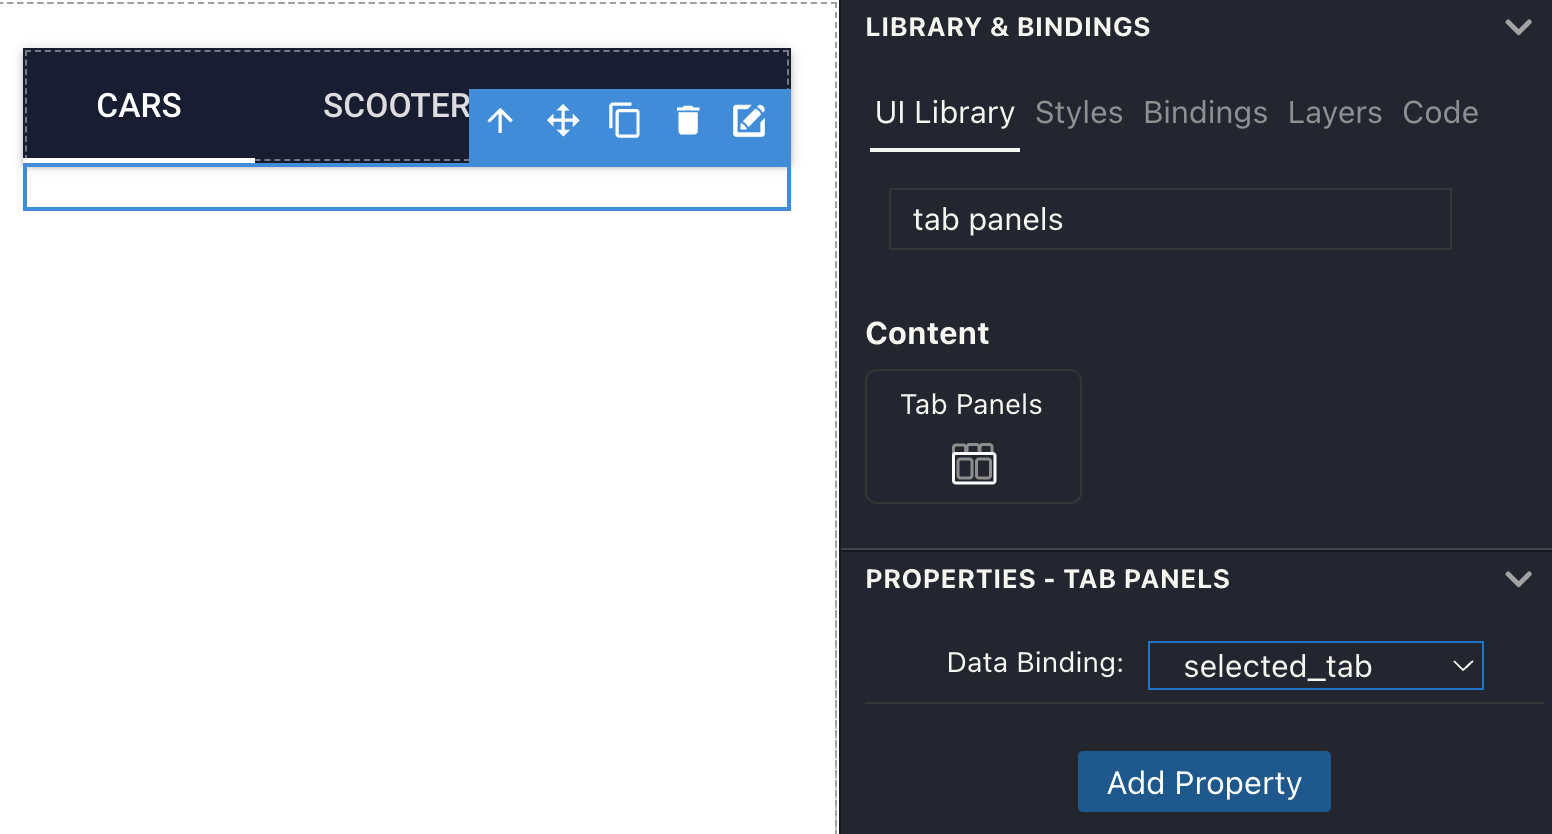 CARS
SCOOTER
LIBRARY & BINDINGS
UI Library Styles Bindings Layers Code
tab panels
Content
Tab Panels
PROPERTIES - TAB PANELS
Data Binding: selected_tab
Add Property